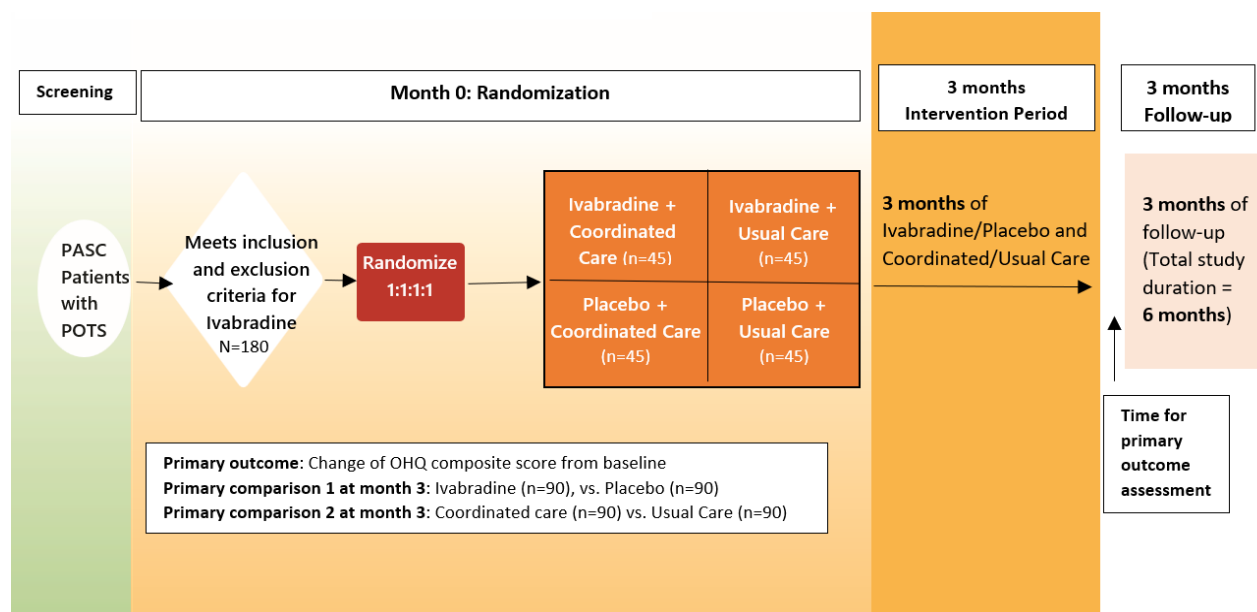 Screening
Month 0: Randomization
3 months
Intervention Period
3 months
Follow-up
PASC
Patients
with
POTS
Meets inclusion
and exclusion
criteria for
Ivabradine
N=180
Randomize
1:1:1:1
Ivabradine +
Coordinated
Care (n=45)
Ivabradine +
Usual Care
(n=45)
Placebo +
Coordinated Care
(n=45)
Placebo +
Usual Care
(n=45)
3 months of
Ivabradine/Placebo and
Coordinated/Usual Care
3 months of
follow-up
(Total study
duration =
6 months)
Time for
primary
outcome
assessment
Primary outcome: Change of OHQ composite score from baseline
Primary comparison 1 at month 3: Ivabradine (n=90), vs. Placebo (n=90)
Primary comparison 2 at month 3: Coordinated care (n=90) vs. Usual Care (n=90)